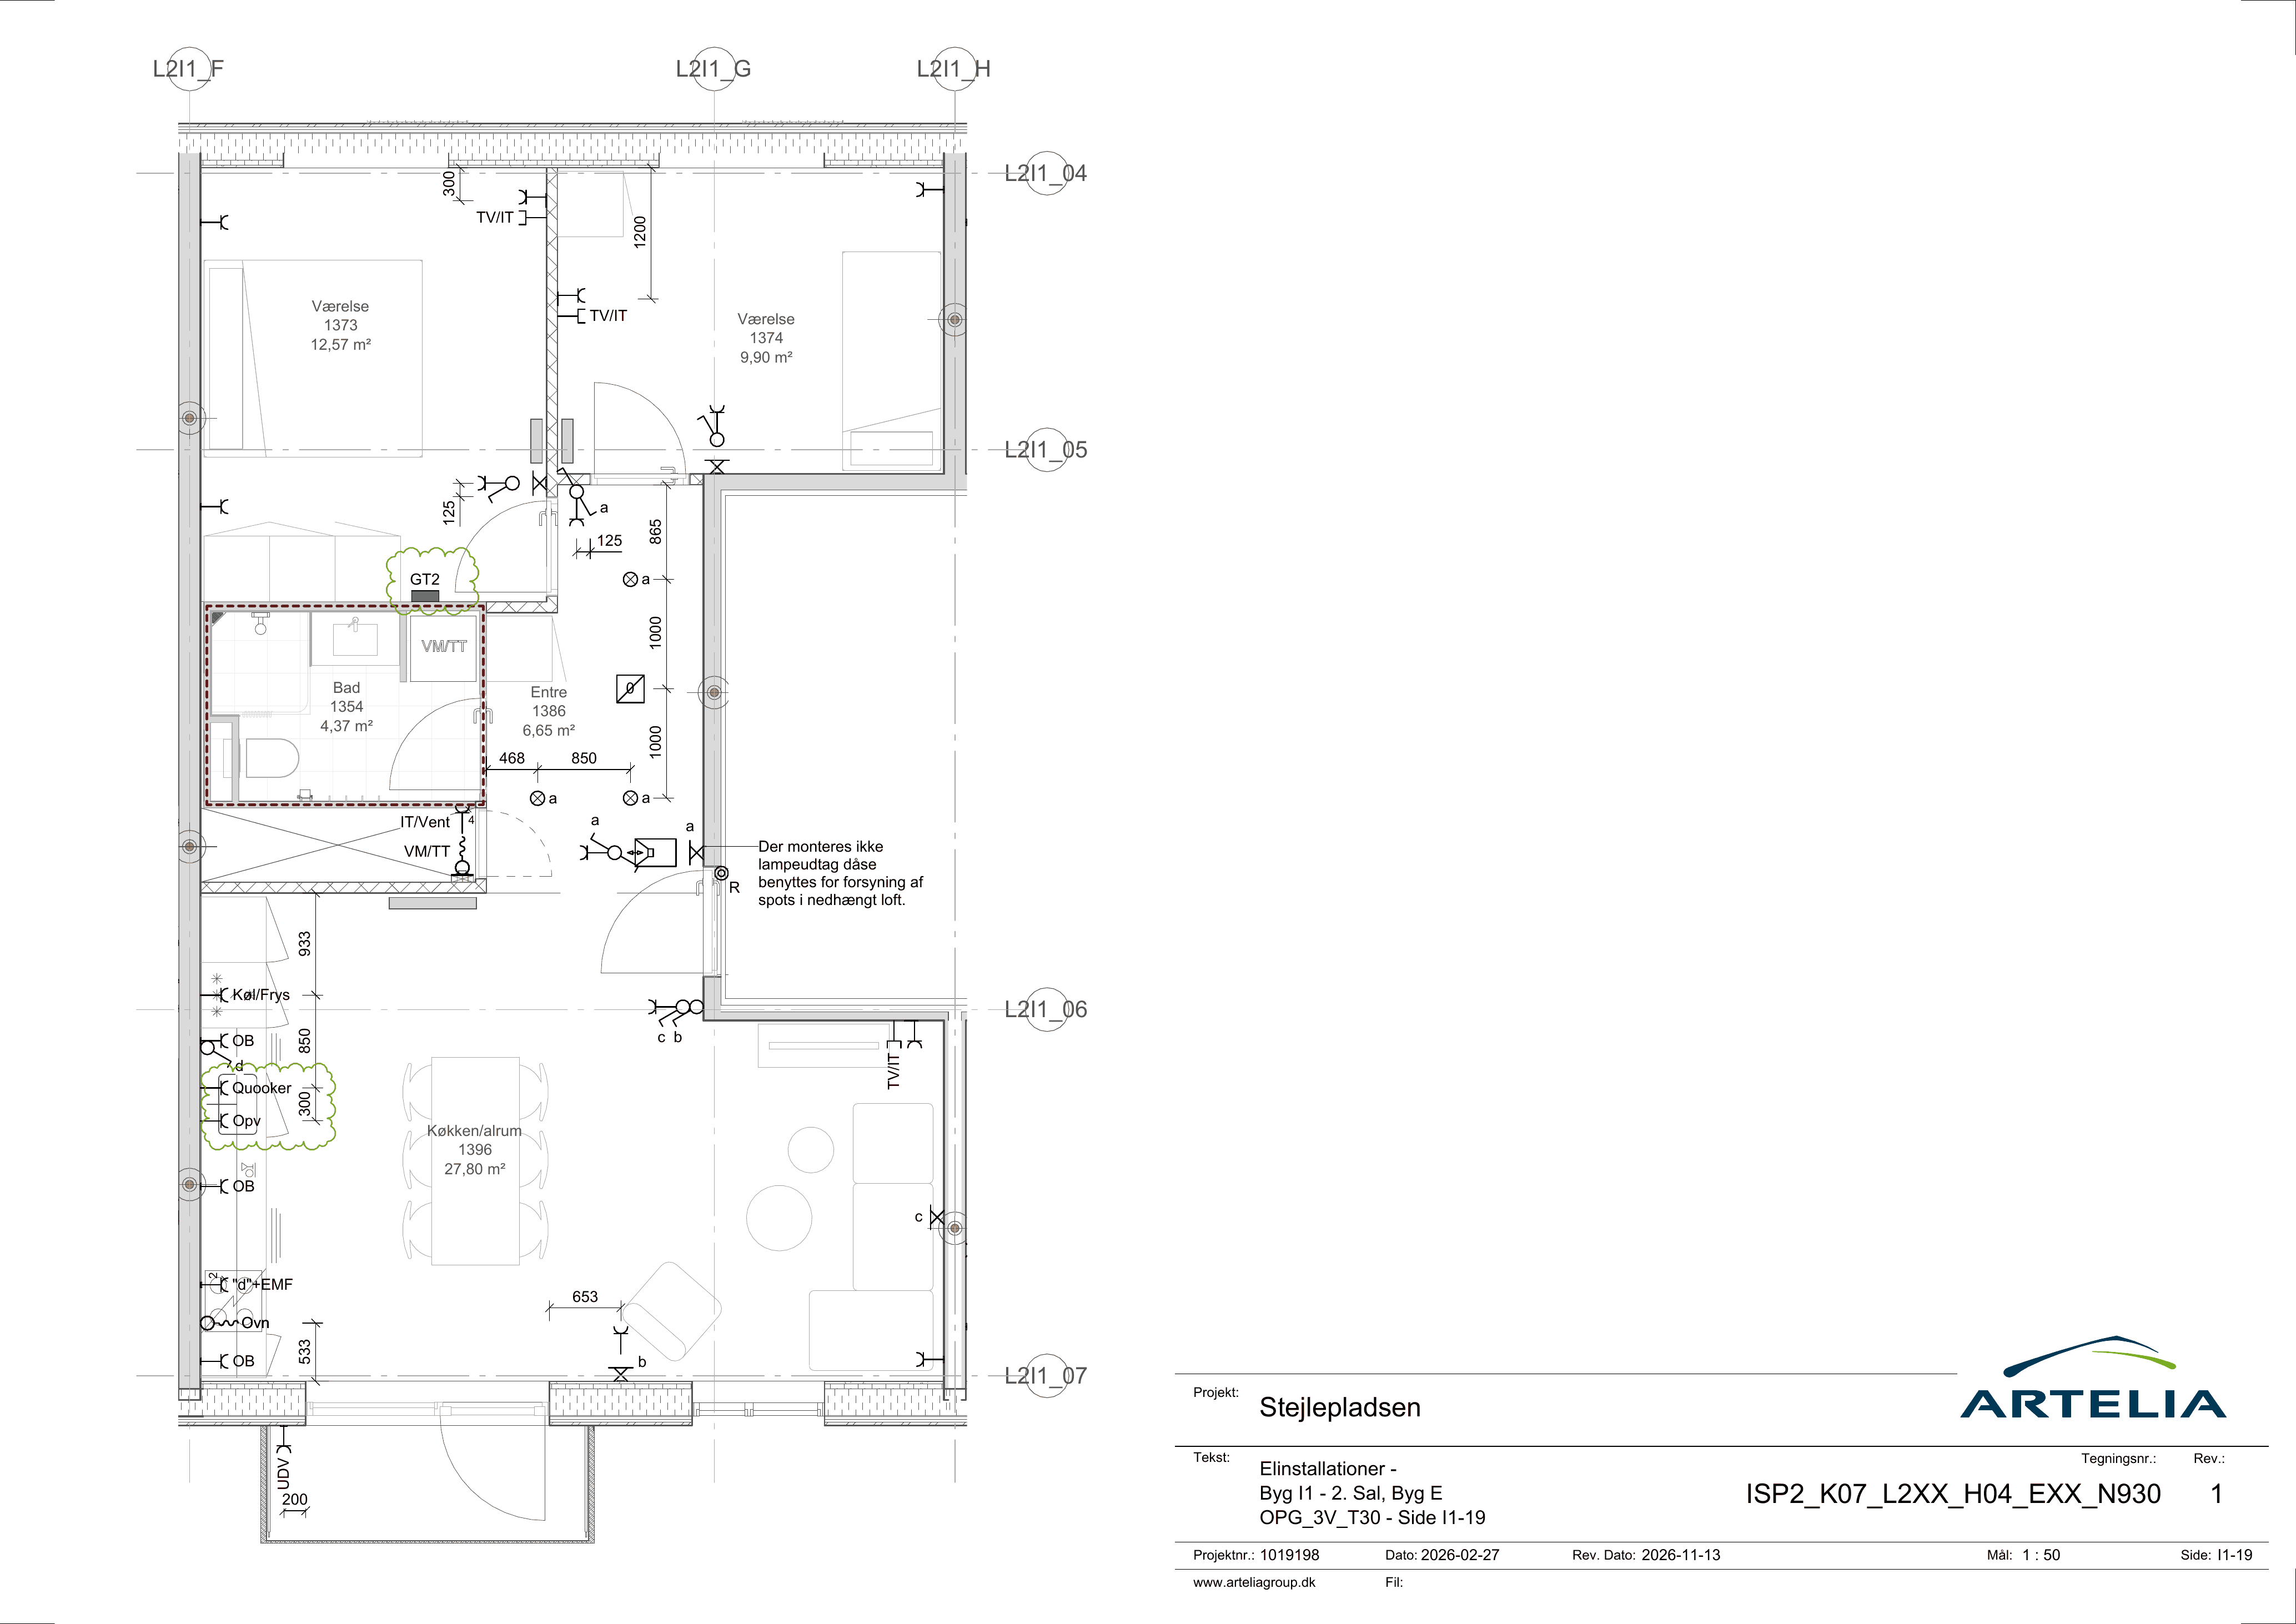 L2I1_F
L2I1_G
L2I1_H
L2I1_04
300
TV/IT
1200
Værelse
1373
12,57 m²
TV/IT
Værelse
1374
9,90 m²
L2I1_05
125
a
125
865
GT2
a
1000
VM/TT
Bad
1354
4,37 m²
Entre
1386
6,65 m²
0
1000
468
850
a
a
IT/Vent
4
VM/TT
a
a
Der monteres ikke
lampeudtag dåse
benyttes for forsyning af
spots i nedhængt loft.
R
933
Køl/Frys
L2I1_06
c b
OB
850
d
TV/IT
Quooker
300
Opv
Køkken/alrum
1396
27,80 m²
OB
c
2
"d"+EMF
653
Ovn
533
OB
b
L2I1_07
UDV
200
ARTELIA
Projekt:
Stejlepladsen
Tekst:
Elinstallationer -
Byg I1 - 2. Sal, Byg E
OPG_3V_T30 - Side I1-19
Tegningsnr.:
Rev.:
ISP2_K07_L2XX_H04_EXX_N930
1
Projektnr.: 1019198
Dato: 2026-02-27
Rev. Dato: 2026-11-13
Mål: 1 : 50
Side: I1-19
www.arteliagroup.dk
Fil: